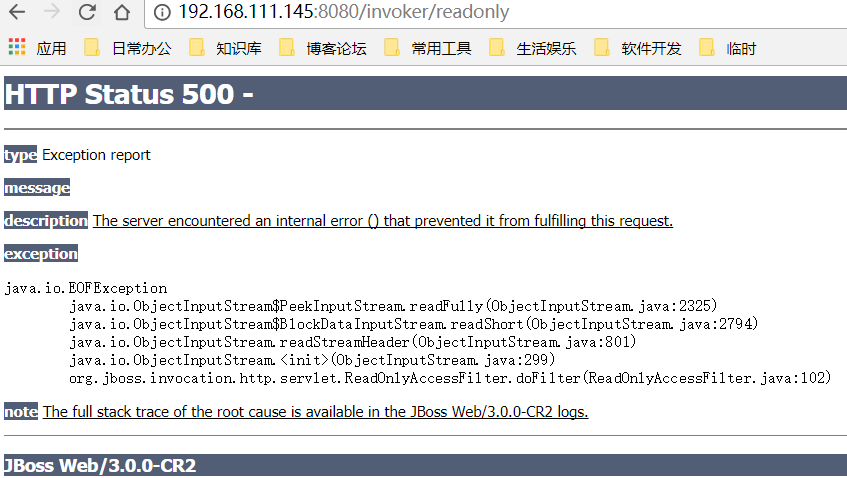 192.168.111.145:8080/invoker/readonly
应用 日常办公 知识库 博客论坛 常用工具 生活娱乐 软件开发 临时
HTTP Status 500 -
type Exception report
message
description The server encountered an internal error () that prevented it from fulfilling this request.
exception
java.io.EOFException
java.io.ObjectInputStream$PeekInputStream.readFully(ObjectInputStream.java:2325)
java.io.ObjectInputStream$BlockDataInputStream.readShort(ObjectInputStream.java:2794)
java.io.ObjectInputStream.readStreamHeader(ObjectInputStream.java:801)
java.io.ObjectInputStream.<init>(ObjectInputStream.java:299)
org.jboss.invocation.http.servlet.ReadOnlyAccessFilter.doFilter(ReadOnlyAccessFilter.java:102)
note The full stack trace of the root cause is available in the JBoss Web/3.0.0-CR2 logs.
JBoss Web/3.0.0-CR2